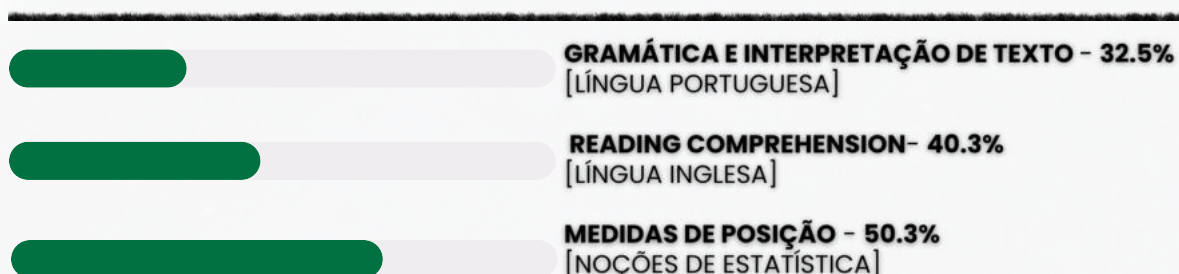 GRAMÁTICA E INTERPRETAÇÃO DE TEXTO - 32.5%
[LÍNGUA PORTUGUESA]
READING COMPREHENSION- 40.3%
[LÍNGUA INGLESA]
MEDIDAS DE POSIÇÃO - 50.3%
[NOÇÕES DE ESTATÍSTICA]